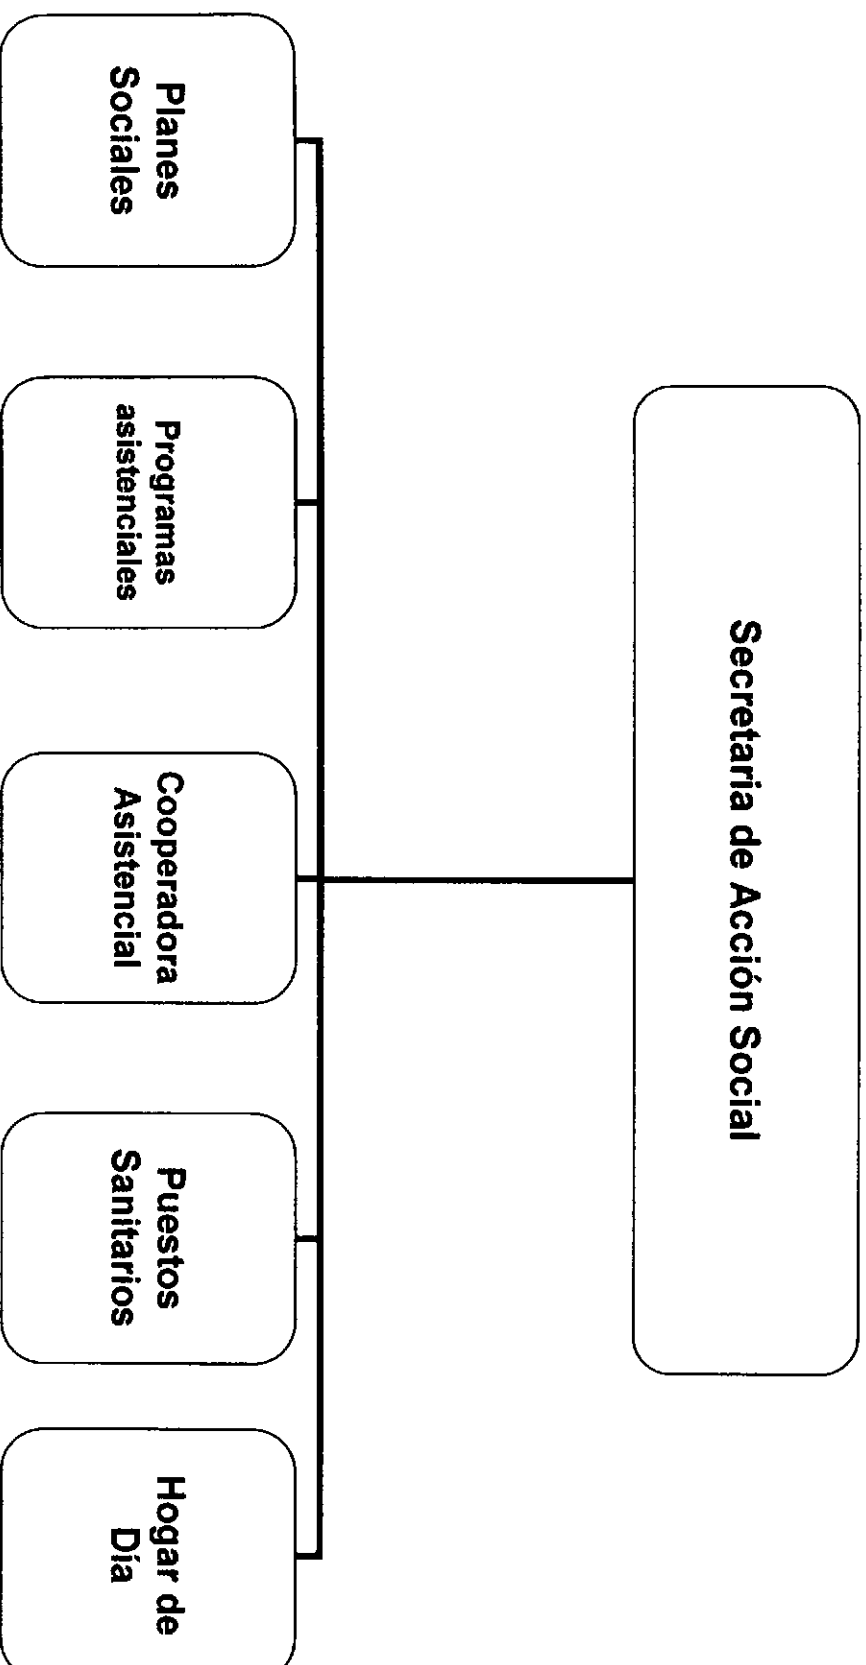 Secretaria de Acción Social
Planes
Sociales
Programas
asistenciales
Cooperadora
Asistencial
Puestos
Sanitarios
Hogar de
Día